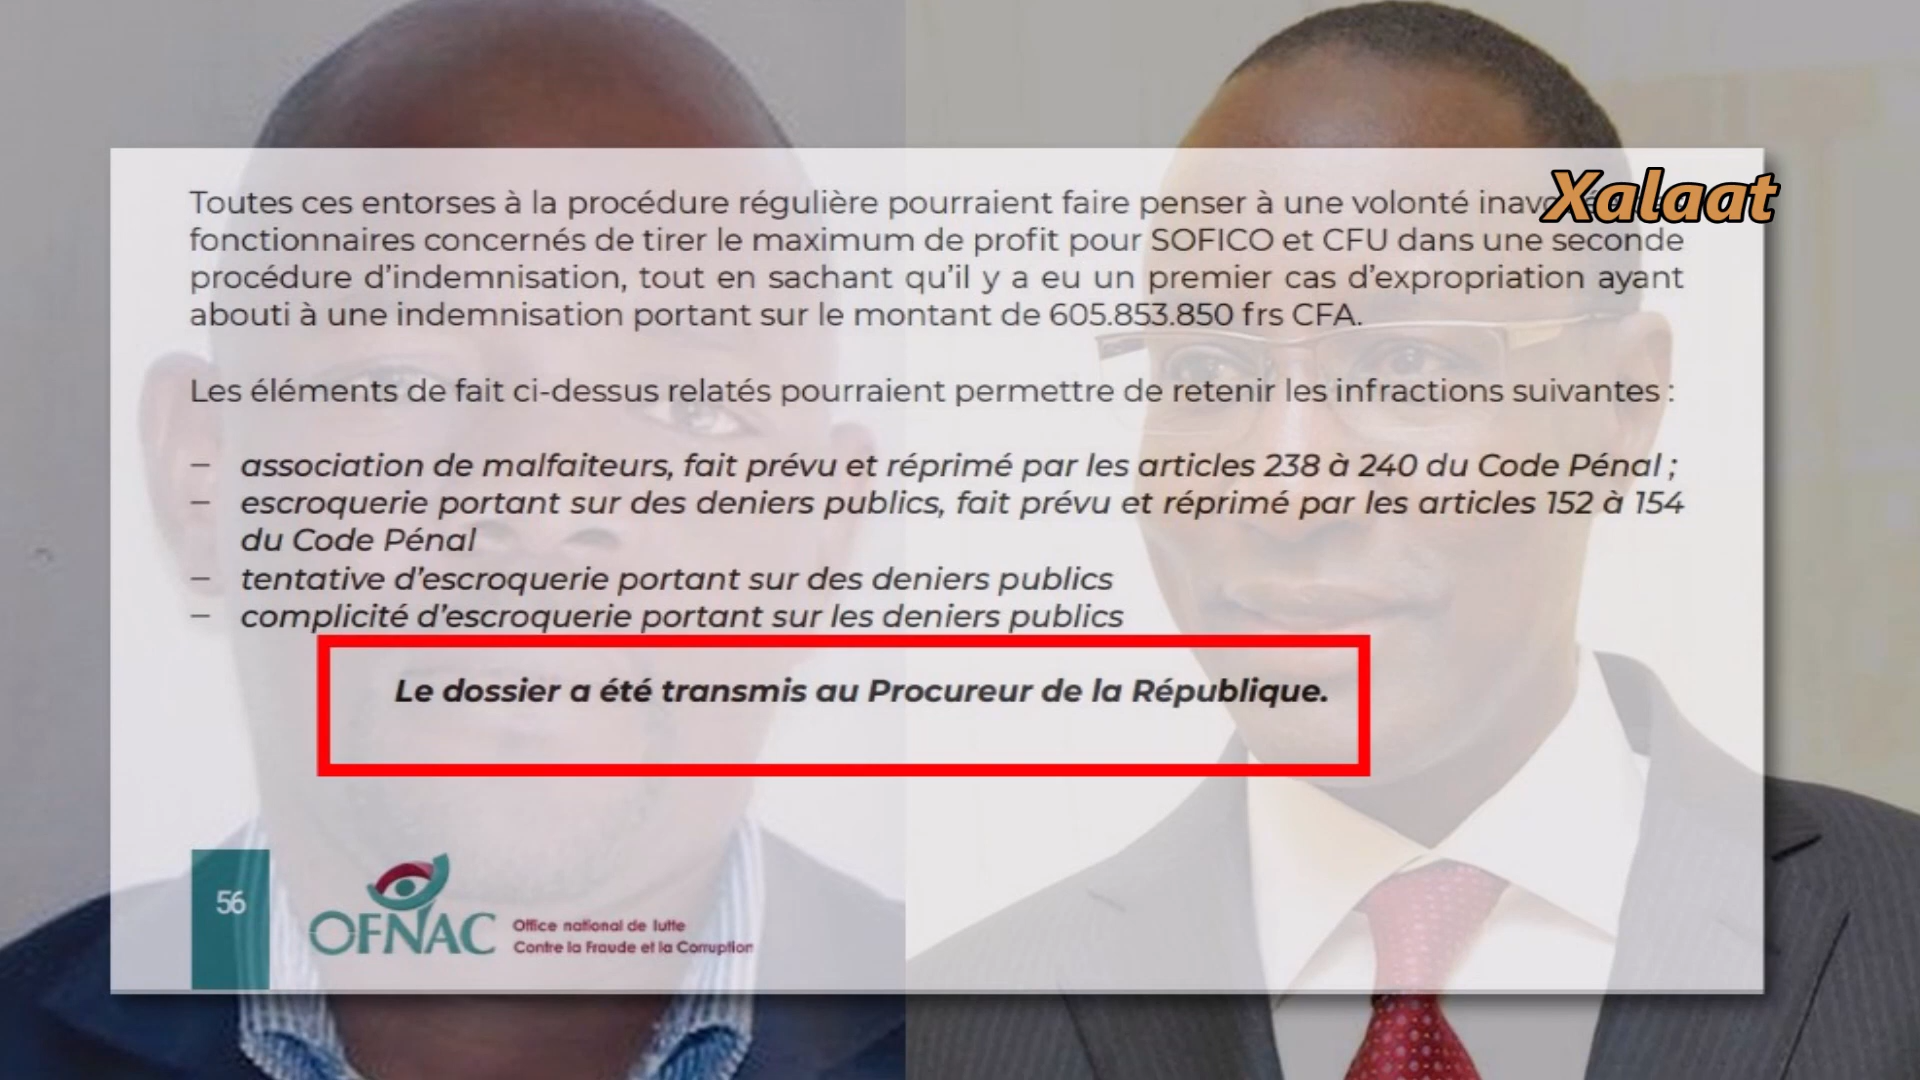 Xalaat
Toutes ces entorses à la procédure régulière pourraient faire penser à une volonté
fonctionnaires concernés de tirer le maximum de profit pour SOFICO et CFU dans une seconde
procédure d'indemnisation, tout en sachant qu'il y a eu un premier cas d'expropriation ayant
abouti à une indemnisation portant sur le montant de 605.853.850 frs CFA.
Les éléments de fait ci-dessus relatés pourraient permettre de retenir les infractions suivantes :
– association de malfaiteurs, fait prévu et réprimé par les articles 238 à 240 du Code Pénal ;
– escroquerie portant sur des deniers publics, fait prévu et réprimé par les articles 152 à 154
du Code Pénal
– tentative d'escroquerie portant sur des deniers publics
– complicité d'escroquerie portant sur les deniers publics
Le dossier a été transmis au Procureur de la République.
56
OFNAC
Office national de lutte
Contre la Fraude et la Corruption